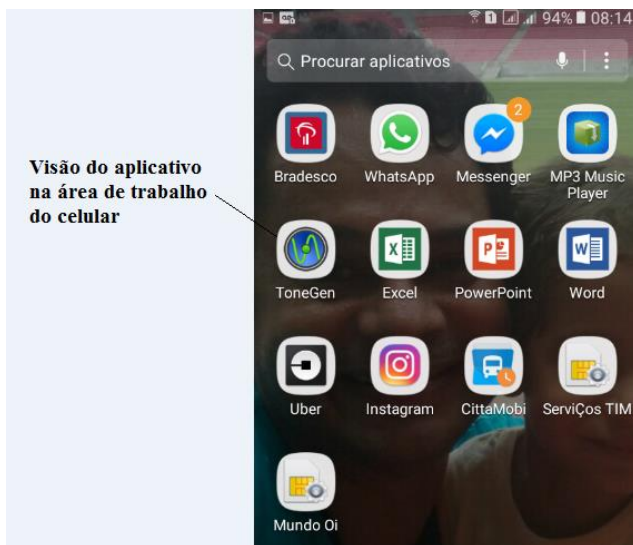 94% 08:14
Procurar aplicativos
Bradesco WhatsApp Messenger MP3 Music
Player
2
Visão do aplicativo
na área de trabalho
do celular
ToneGen Excel PowerPoint Word
Uber Instagram CittaMobi ServiÇos TIM
Mundo Oi